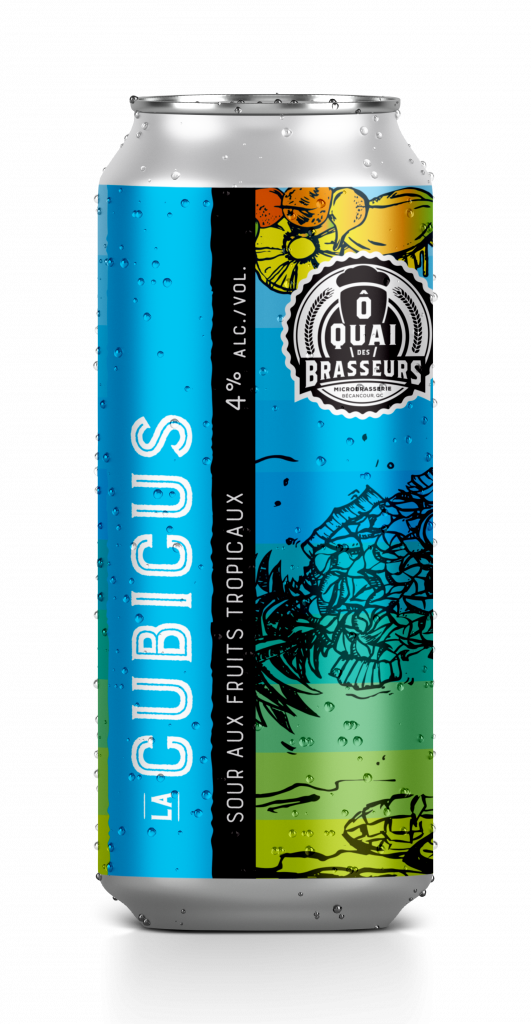 LA CUBICUS
SOUR AUX FRUITS TROPICAUX 4% ALC./VOL.
Ô
QUAI
DES
BRASSEURS
MICROBRASSERIE
BÉCANCOUR, QC